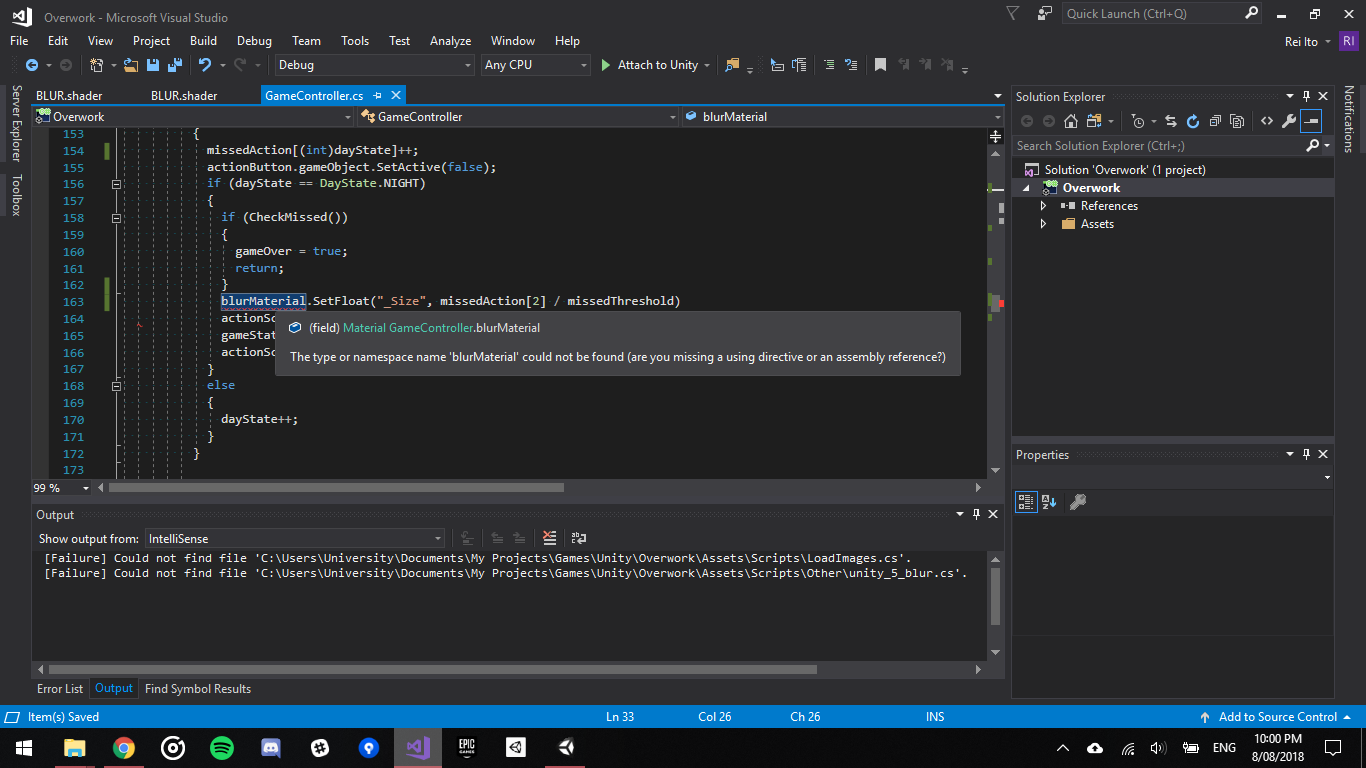 Overwork - Microsoft Visual Studio
Quick Launch (Ctrl+Q)
File Edit View Project Build Debug Team Tools Test Analyze Window Help
Rei Ito RI
Debug Any CPU Attach to Unity
Server Explorer
Toolbox
BLUR.shader BLUR.shader GameController.cs
Overwork GameController blurMaterial
153 {
154 missedAction[(int)dayState]++;
155 actionButton.gameObject.SetActive(false);
156 if (dayState == DayState.NIGHT)
157 {
158 if (CheckMissed())
159 {
160 gameOver = true;
161 return;
162 }
163 blurMaterial.SetFloat("_Size", missedAction[2] / missedThreshold)
164 actionSc
165 gameStat
166 actionSc
(field) Material GameController.blurMaterial
The type or namespace name 'blurMaterial' could not be found (are you missing a using directive or an assembly reference?)
167 }
168 else
169 {
170 dayState++;
171 }
172 }
173
99 %
Output
Show output from: IntelliSense
[Failure] Could not find file 'C:\Users\University\Documents\My Projects\Games\Unity\Overwork\Assets\Scripts\LoadImages.cs'.
[Failure] Could not find file 'C:\Users\University\Documents\My Projects\Games\Unity\Overwork\Assets\Scripts\Other\unity_5_blur.cs'.
Error List Output Find Symbol Results
Solution Explorer
Search Solution Explorer (Ctrl+;)
Solution 'Overwork' (1 project)
Overwork
References
Assets
Properties
Notifications
Item(s) Saved Ln 33 Col 26 Ch 26 INS Add to Source Control
EPIC
GAMES
ENG
10:00 PM
8/08/2018